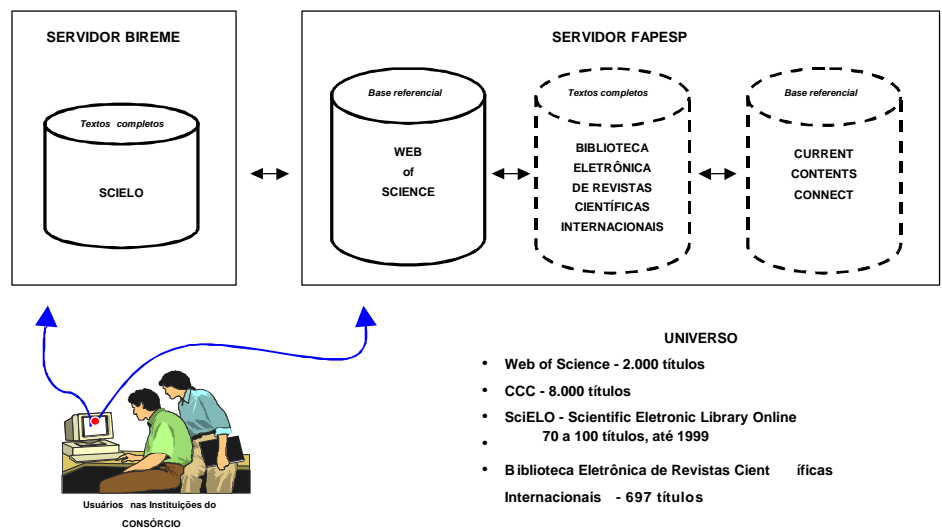 SERVIDOR BIREME
Textos completos
SCIELO
SERVIDOR FAPESP
Base referencial
WEB
of
SCIENCE
Textos completos
BIBLIOTECA
ELETRÔNICA
DE REVISTAS
CIENTÍFICAS
INTERNACIONAIS
Base referencial
CURRENT
CONTENTS
CONNECT
Usuários nas Instituições do
CONSÓRCIO
UNIVERSO
• Web of Science - 2.000 títulos
• CCC - 8.000 títulos
• SciELO - Scientific Eletronic Library Online
• 70 a 100 títulos, até 1999
• Biblioteca Eletrônica de Revistas Cient íficas
Internacionais - 697 títulos